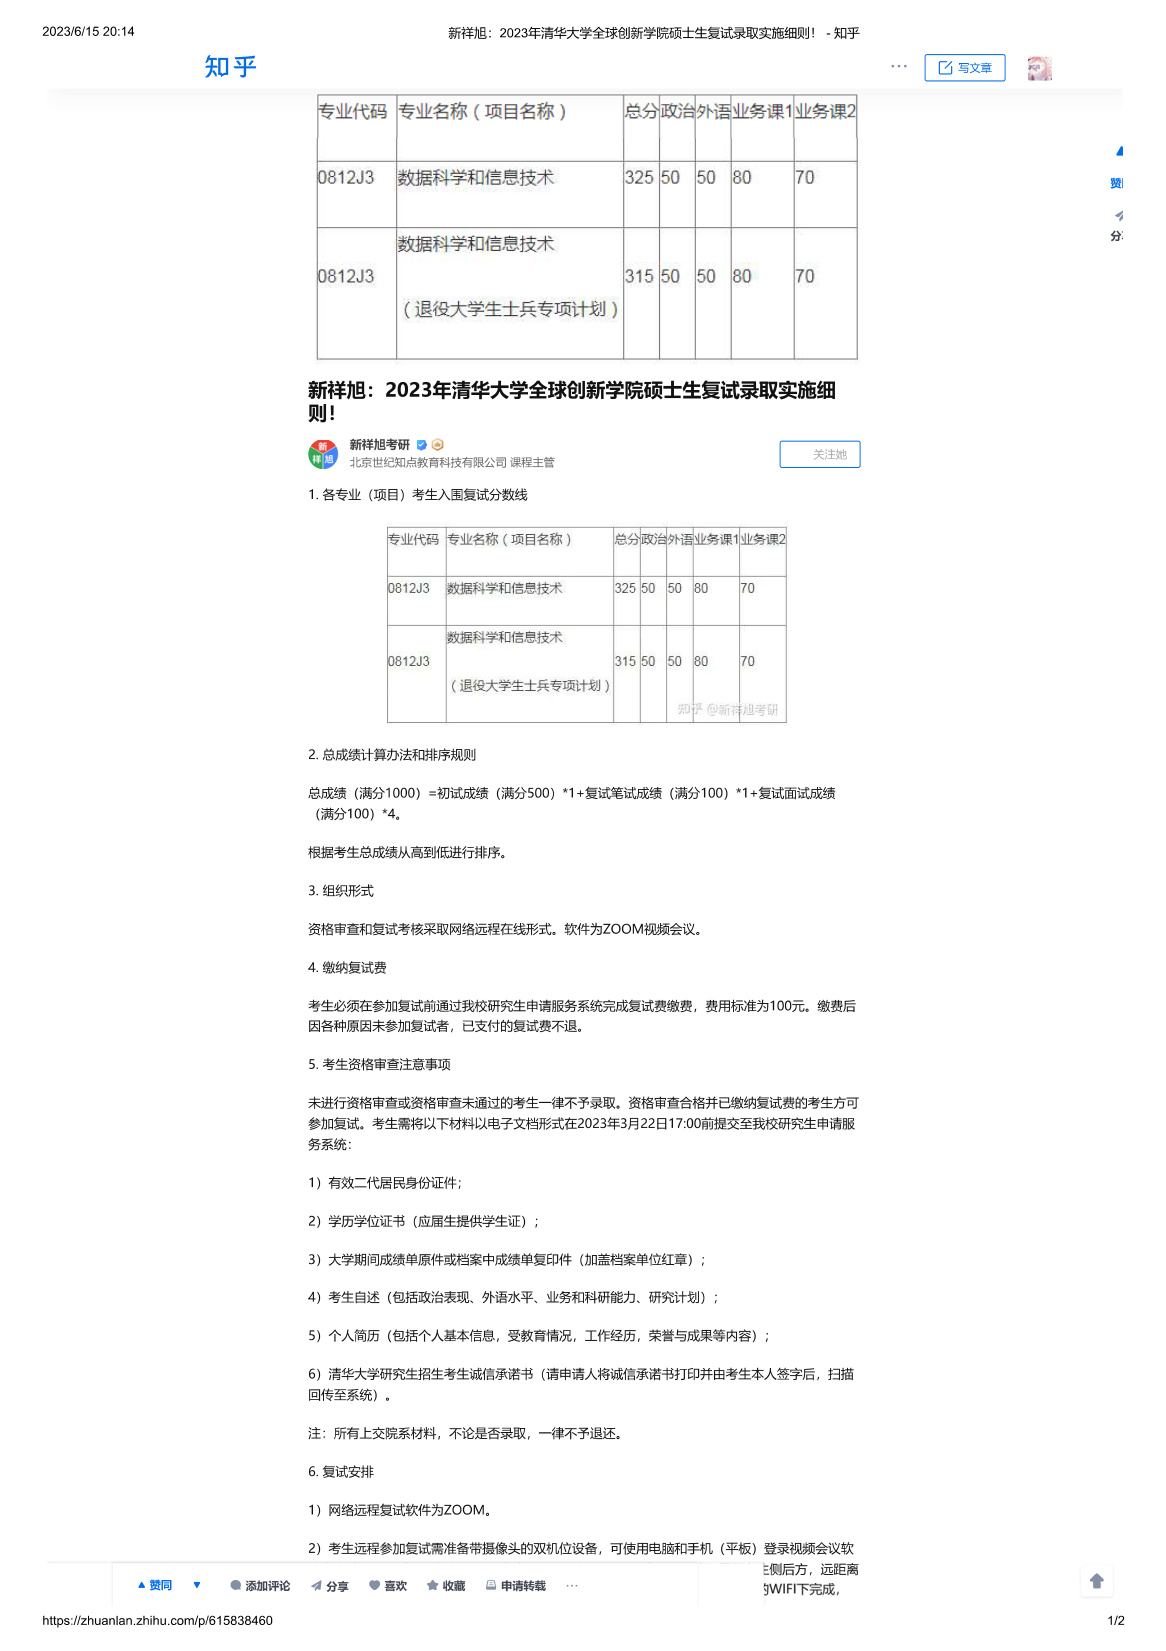 2023/6/15 20:14
新祥旭：2023年清华大学全球创新学院硕士生复试录取实施细则！ - 知乎
知乎
··· 写文章
专业代码 专业名称（项目名称） 总分 政治 外语 业务课1 业务课2
0812J3 数据科学和信息技术 325 50 50 80 70
数据科学和信息技术
0812J3 315 50 50 80 70
（退役大学生士兵专项计划）
新祥旭：2023年清华大学全球创新学院硕士生复试录取实施细
则！
新祥旭
新祥旭考研
北京世纪知点教育科技有限公司 课程主管
关注她
1. 各专业（项目）考生入围复试分数线
专业代码 专业名称（项目名称） 总分 政治 外语 业务课1 业务课2
0812J3 数据科学和信息技术 325 50 50 80 70
数据科学和信息技术
0812J3 315 50 50 80 70
（退役大学生士兵专项计划）
知乎 @新祥旭考研
2. 总成绩计算办法和排序规则
总成绩（满分1000）=初试成绩（满分500）*1+复试笔试成绩（满分100）*1+复试面试成绩
（满分100）*4。
根据考生总成绩从高到低进行排序。
3. 组织形式
资格审查和复试考核采取网络远程在线形式。软件为ZOOM视频会议。
4. 缴纳复试费
考生必须在参加复试前通过我校研究生申请服务系统完成复试费缴费，费用标准为100元。缴费后
因各种原因未参加复试者，已支付的复试费不退。
5. 考生资格审查注意事项
未进行资格审查或资格审查未通过的考生一律不予录取。资格审查合格并已缴纳复试费的考生方可
参加复试。考生需将以下材料以电子文档形式在2023年3月22日17:00前提交至我校研究生申请服
务系统：
1）有效二代居民身份证件；
2）学历学位证书（应届生提供学生证）；
3）大学期间成绩单原件或档案中成绩单复印件（加盖档案单位红章）；
4）考生自述（包括政治表现、外语水平、业务和科研能力、研究计划）；
5）个人简历（包括个人基本信息，受教育情况，工作经历，荣誉与成果等内容）；
6）清华大学研究生招生考生诚信承诺书（请申请人将诚信承诺书打印并由考生本人签字后，扫描
回传至系统）。
注：所有上交院系材料，不论是否录取，一律不予退还。
6. 复试安排
1）网络远程复试软件为ZOOM。
2）考生远程参加复试需准备带摄像头的双机位设备，可使用电脑和手机（平板）登录视频会议软
侧后方，远距离
WIFI下完成，
赞同 添加评论 分享 喜欢 收藏 申请转载 ···
https://zhuanlan.zhihu.com/p/615838460
1/2